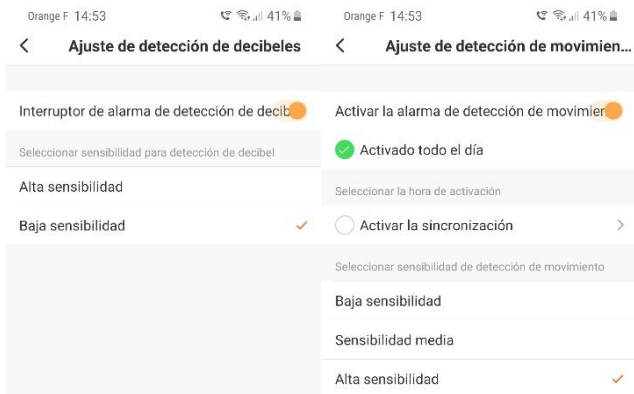 Orange F 14:53
41%
Ajuste de detección de decibeles
Interruptor de alarma de detección de decib
Seleccionar sensibilidad para detección de decibel
Alta sensibilidad
Baja sensibilidad
Orange F 14:53
41%
Ajuste de detección de movimien...
Activar la alarma de detección de movimier
Activado todo el día
Seleccionar la hora de activación
Activar la sincronización
Seleccionar sensibilidad de detección de movimiento
Baja sensibilidad
Sensibilidad media
Alta sensibilidad